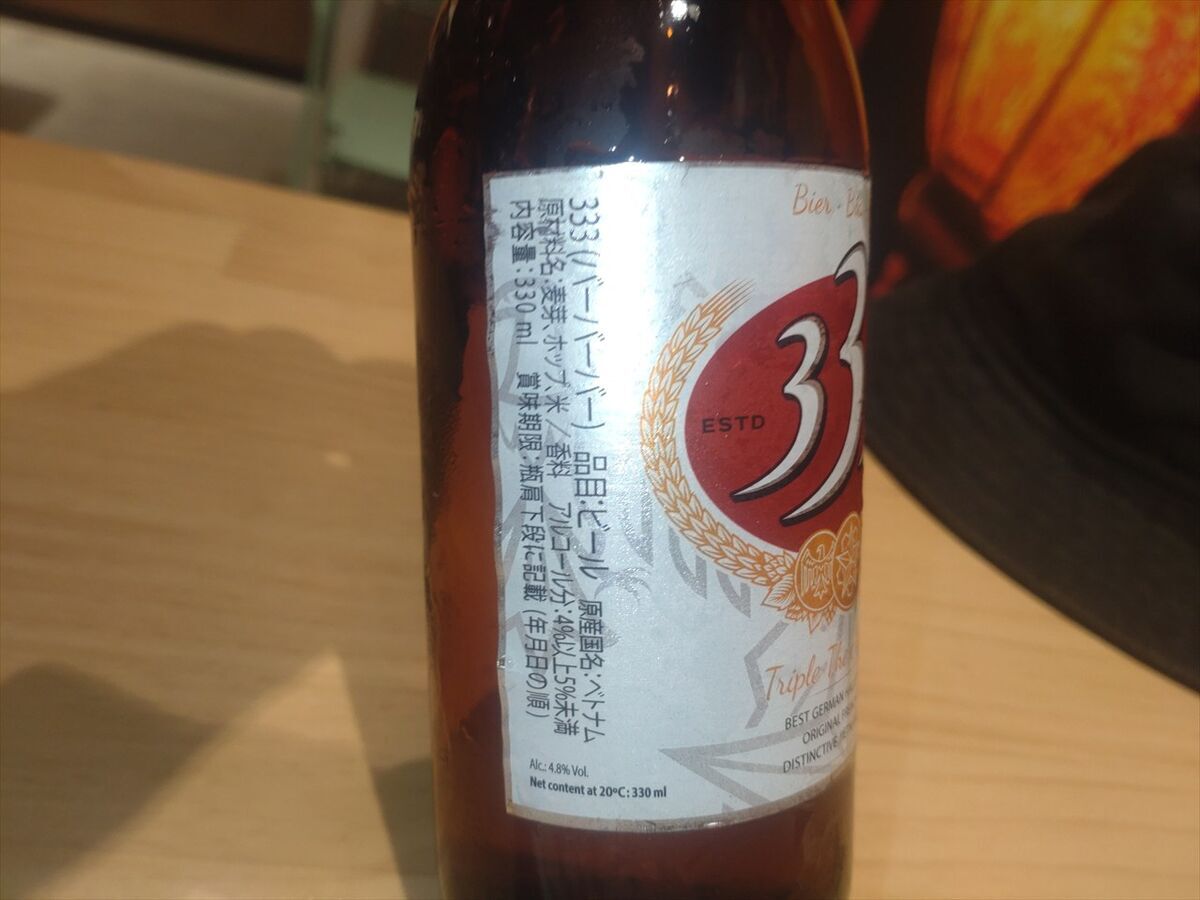 333 (バーバーバー) 品目:ビール 原産国名:ベトナム
原材料名:麦芽、ホップ、米/香料 アルコール分:4%以上5%未満
内容量:330 ml 賞味期限:瓶肩下段に記載(年月日の順)
Alc.: 4.8% Vol.
Net content at 20ºC: 330 ml
Bier -
33
ESTD
Triple
BEST GERMAN
ORIGINAL
DISTINCTIVE